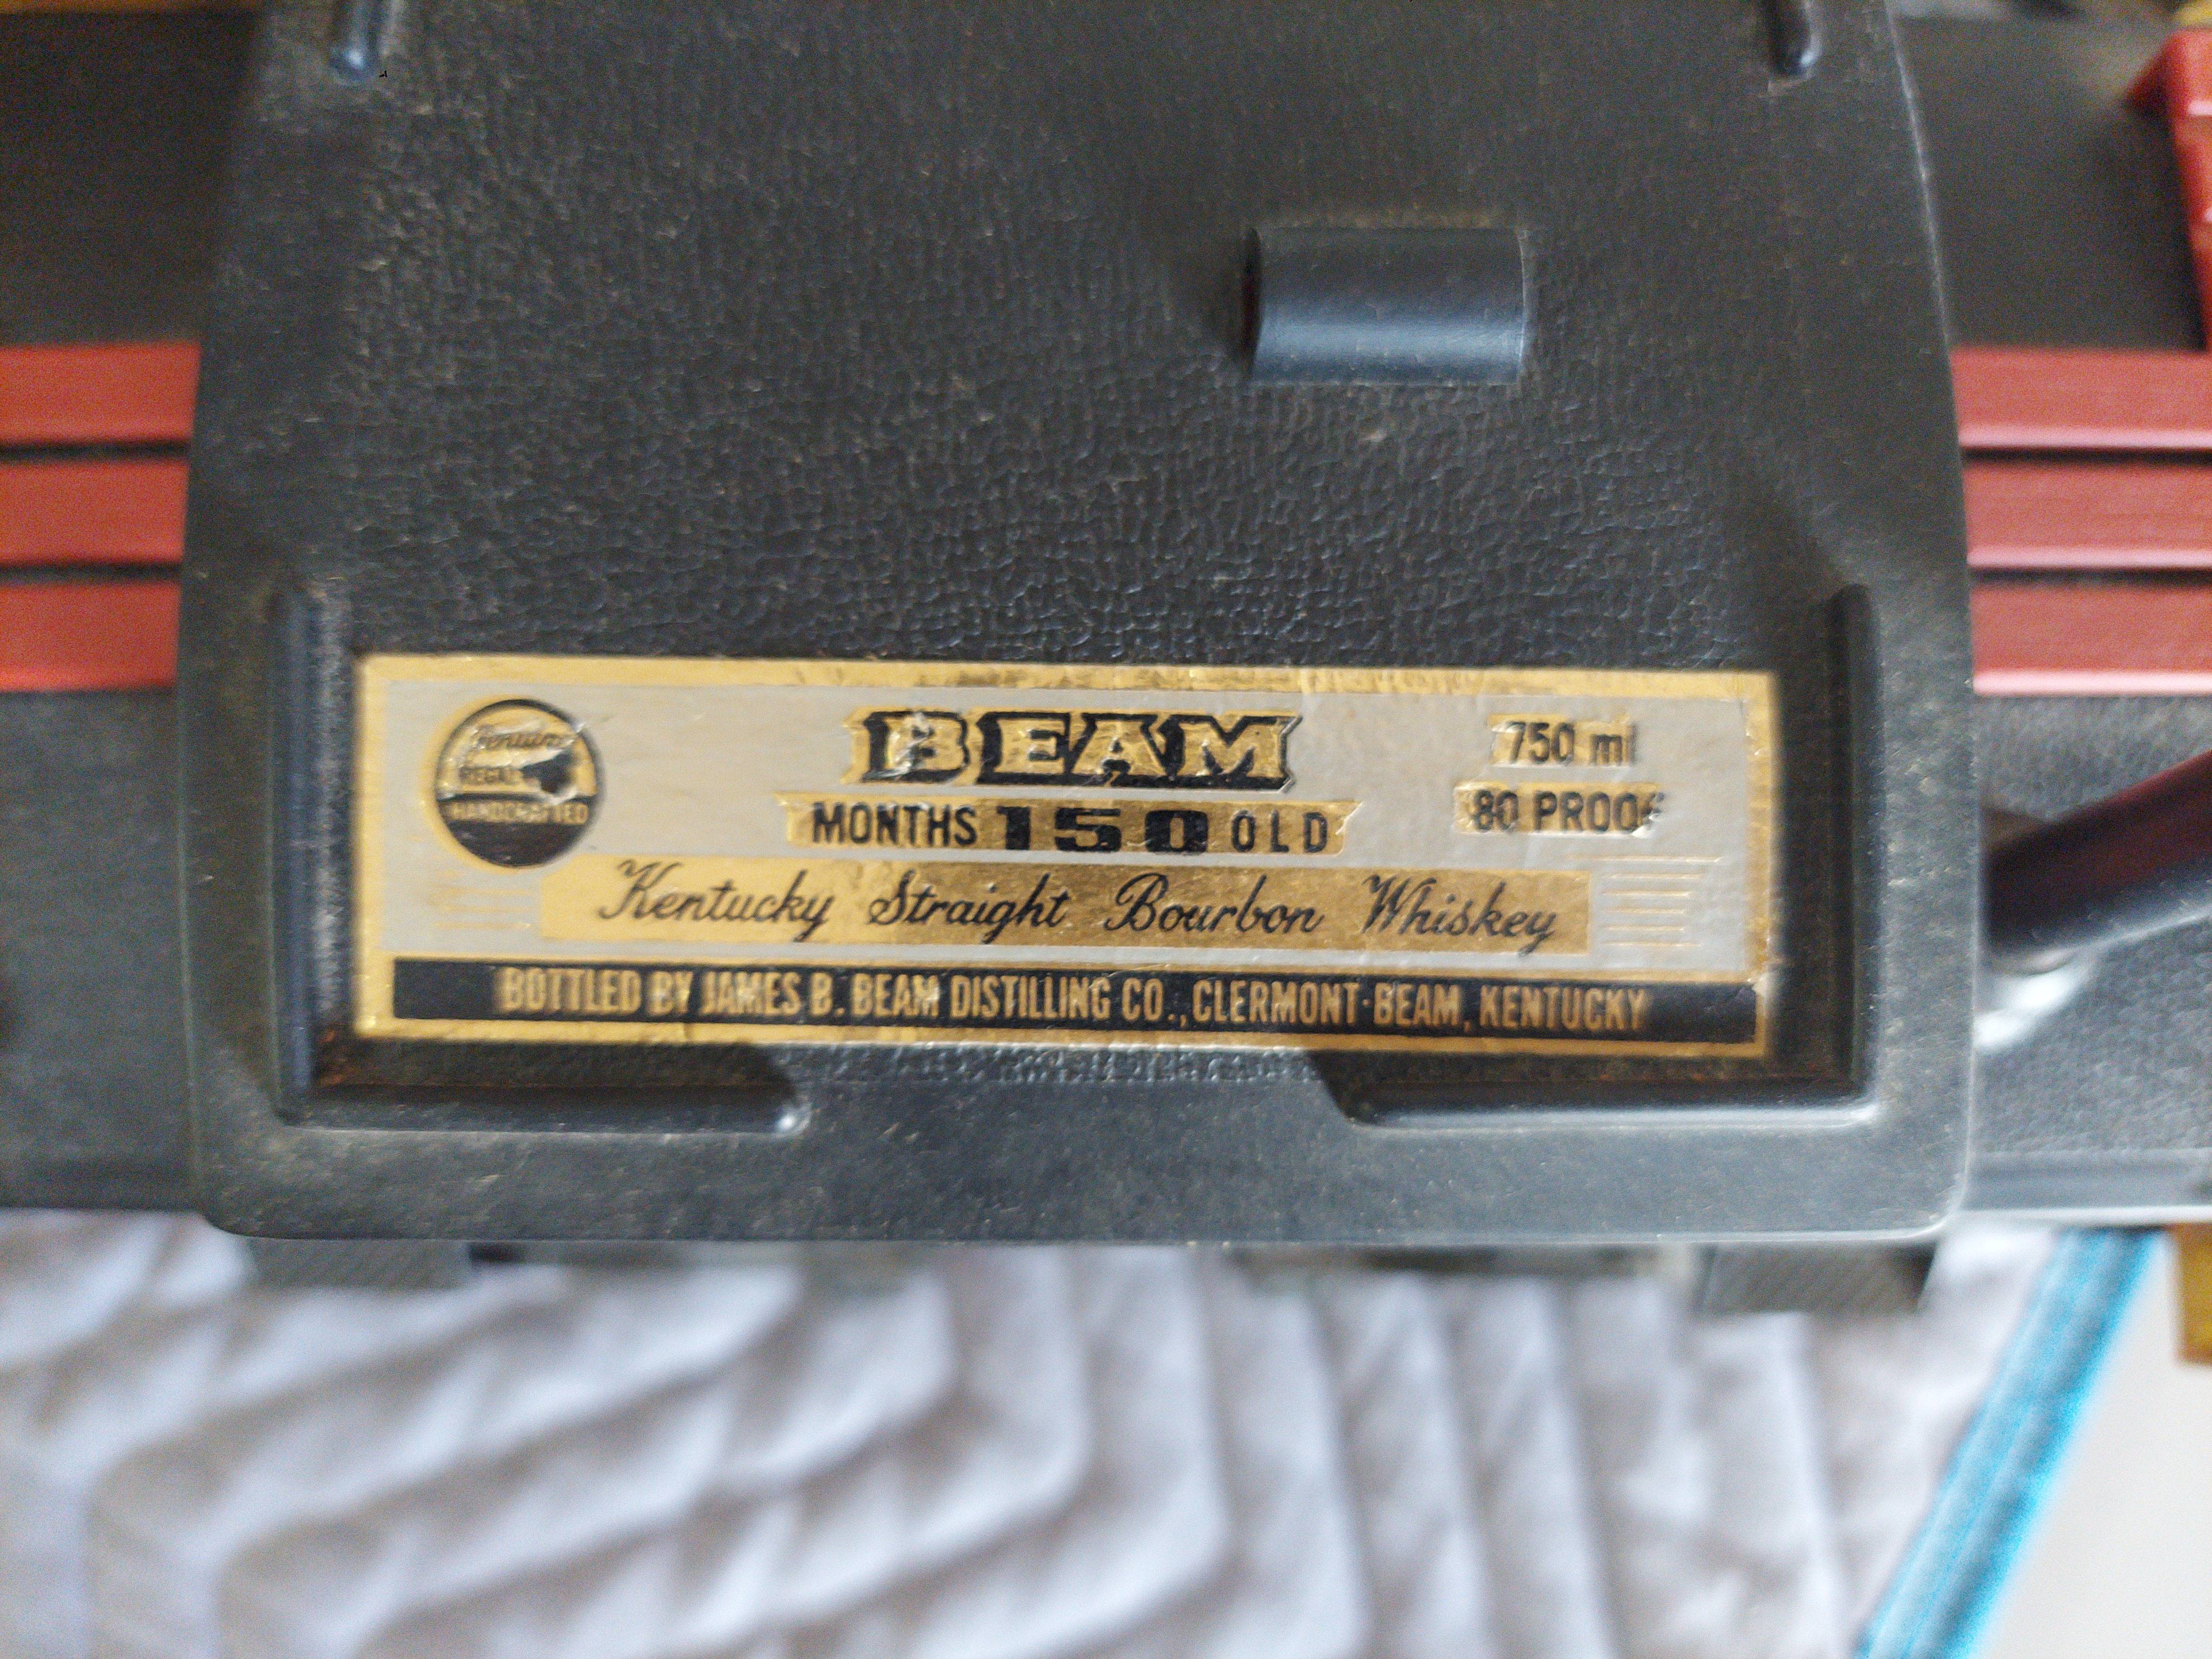 Genuine
REGAL
HANDCRAFTED
BEAM
MONTHS 150 OLD
750 ml
80 PROOF
Kentucky Straight Bourbon Whiskey
BOTTLED BY JAMES B. BEAM DISTILLING CO., CLERMONT·BEAM, KENTUCKY